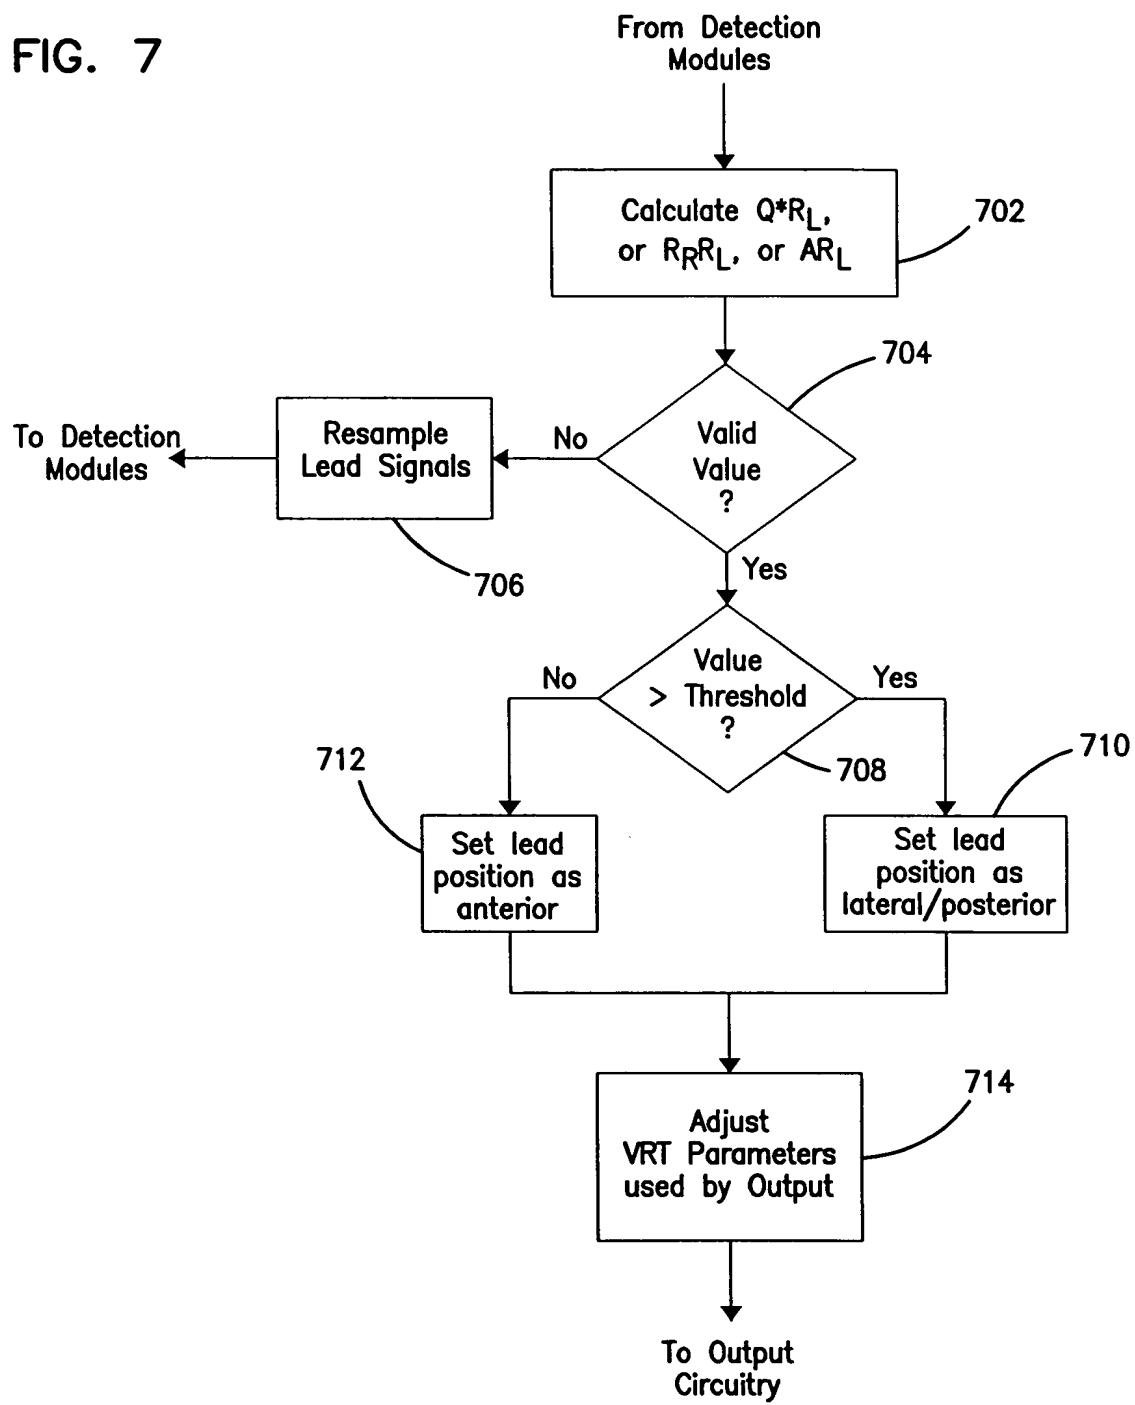 FIG. 7
From Detection
Modules
Calculate Q*RL,
or RRRL, or ARL
702
704
Valid
Value
?
No
Resample
Lead Signals
To Detection
Modules
706
Yes
Value
> Threshold
?
708
No
Yes
712
710
Set lead
position as
anterior
Set lead
position as
lateral/posterior
714
Adjust
VRT Parameters
used by Output
To Output
Circuitry